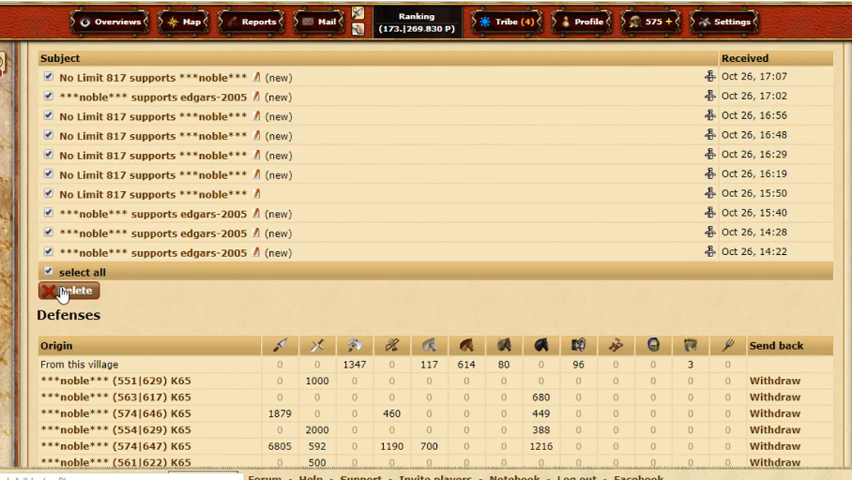 Overviews Map Reports Mail Ranking Tribe (4) Profile 575 + Settings
(173.|269.830 P)
Subject Received
No Limit 817 supports ***noble*** (new) Oct 26, 17:07
***noble*** supports edgars-2005 (new) Oct 26, 17:02
No Limit 817 supports ***noble*** (new) Oct 26, 16:56
No Limit 817 supports ***noble*** (new) Oct 26, 16:48
No Limit 817 supports ***noble*** (new) Oct 26, 16:29
No Limit 817 supports ***noble*** (new) Oct 26, 16:19
No Limit 817 supports ***noble*** Oct 26, 15:50
***noble*** supports edgars-2005 (new) Oct 26, 15:40
***noble*** supports edgars-2005 (new) Oct 26, 14:28
***noble*** supports edgars-2005 (new) Oct 26, 14:22
select all
Delete
Defenses
Origin Send back
From this village 0 0 1347 0 117 614 80 0 96 0 0 3 0
***noble*** (551|629) K65 0 1000 0 0 0 0 0 0 0 0 0 0 0 Withdraw
***noble*** (563|617) K65 0 0 0 0 0 0 0 680 0 0 0 0 0 Withdraw
***noble*** (574|646) K65 1879 0 0 460 0 0 0 449 0 0 0 0 0 Withdraw
***noble*** (554|629) K65 0 2000 0 0 0 0 0 388 0 0 0 0 0 Withdraw
***noble*** (574|647) K65 6805 592 0 1190 700 0 0 1216 0 0 0 0 0 Withdraw
***noble*** (561|622) K65 0 500 0 0 0 0 0 0 0 0 0 0 0 Withdraw
Forum - Help - Support - Invite players - Notebook - Log out - Facebook